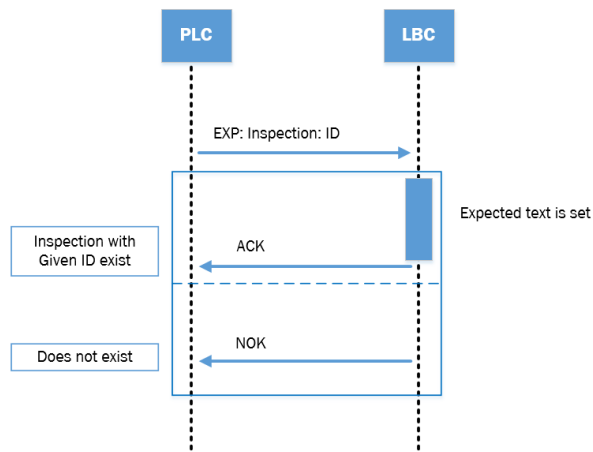 PLC
LBC
EXP: Inspection: ID
Expected text is set
Inspection with
Given ID exist
ACK
NOK
Does not exist